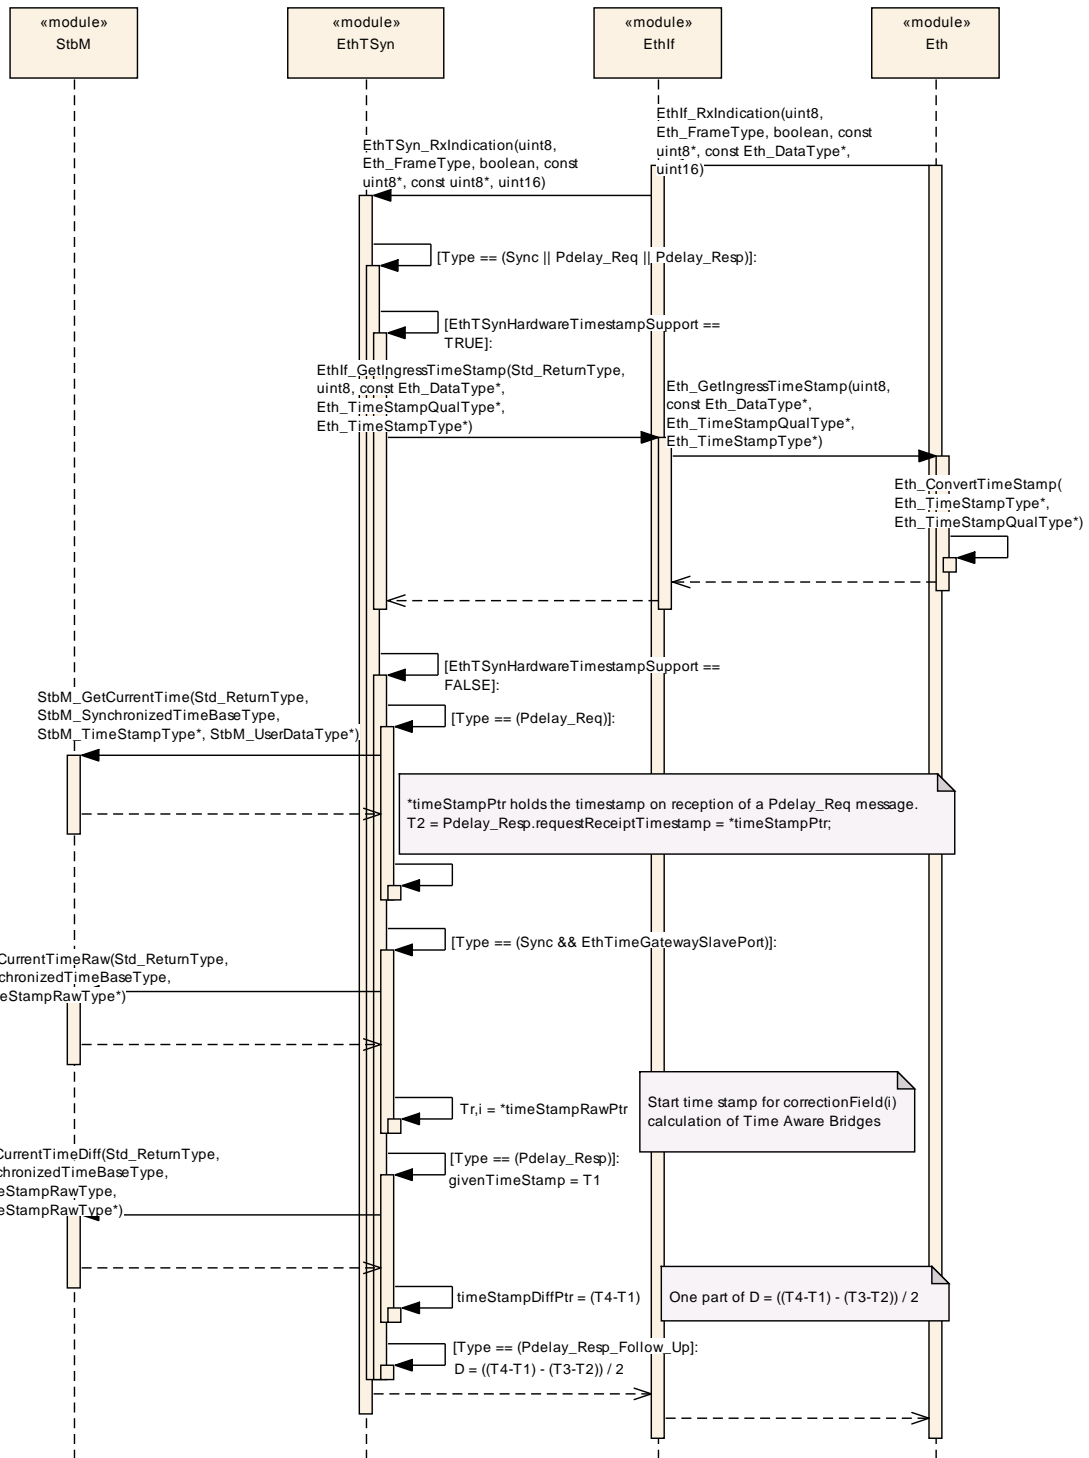 «module»
StbM
«module»
EthTSyn
«module»
EthIf
«module»
Eth
EthIf_RxIndication(uint8,
Eth_FrameType, boolean, const
uint8*, const Eth_DataType*,
uint16)
EthTSyn_RxIndication(uint8,
Eth_FrameType, boolean, const
uint8*, const uint8*, uint16)
[Type == (Sync || Pdelay_Req || Pdelay_Resp)]:
[EthTSynHardwareTimestampSupport ==
TRUE]:
EthIf_GetIngressTimeStamp(Std_ReturnType,
uint8, const Eth_DataType*,
Eth_TimeStampQualType*,
Eth_TimeStampType*)
Eth_GetIngressTimeStamp(uint8,
const Eth_DataType*,
Eth_TimeStampQualType*,
Eth_TimeStampType*)
Eth_ConvertTimeStamp(
Eth_TimeStampType*,
Eth_TimeStampQualType*)
[EthTSynHardwareTimestampSupport ==
FALSE]:
StbM_GetCurrentTime(Std_ReturnType,
StbM_SynchronizedTimeBaseType,
StbM_TimeStampType*, StbM_UserDataType*)
[Type == (Pdelay_Req)]:
*timeStampPtr holds the timestamp on reception of a Pdelay_Req message.
T2 = Pdelay_Resp.requestReceiptTimestamp = *timeStampPtr;
[Type == (Sync && EthTimeGatewaySlavePort)]:
CurrentTimeRaw(Std_ReturnType,
chronizedTimeBaseType,
eStampRawType*)
Tr,i = *timeStampRawPtr
Start time stamp for correctionField(i)
calculation of Time Aware Bridges
CurrentTimeDiff(Std_ReturnType,
chronizedTimeBaseType,
eStampRawType,
eStampRawType*)
[Type == (Pdelay_Resp)]:
givenTimeStamp = T1
timeStampDiffPtr = (T4-T1)
One part of D = ((T4-T1) - (T3-T2)) / 2
[Type == (Pdelay_Resp_Follow_Up]:
D = ((T4-T1) - (T3-T2)) / 2